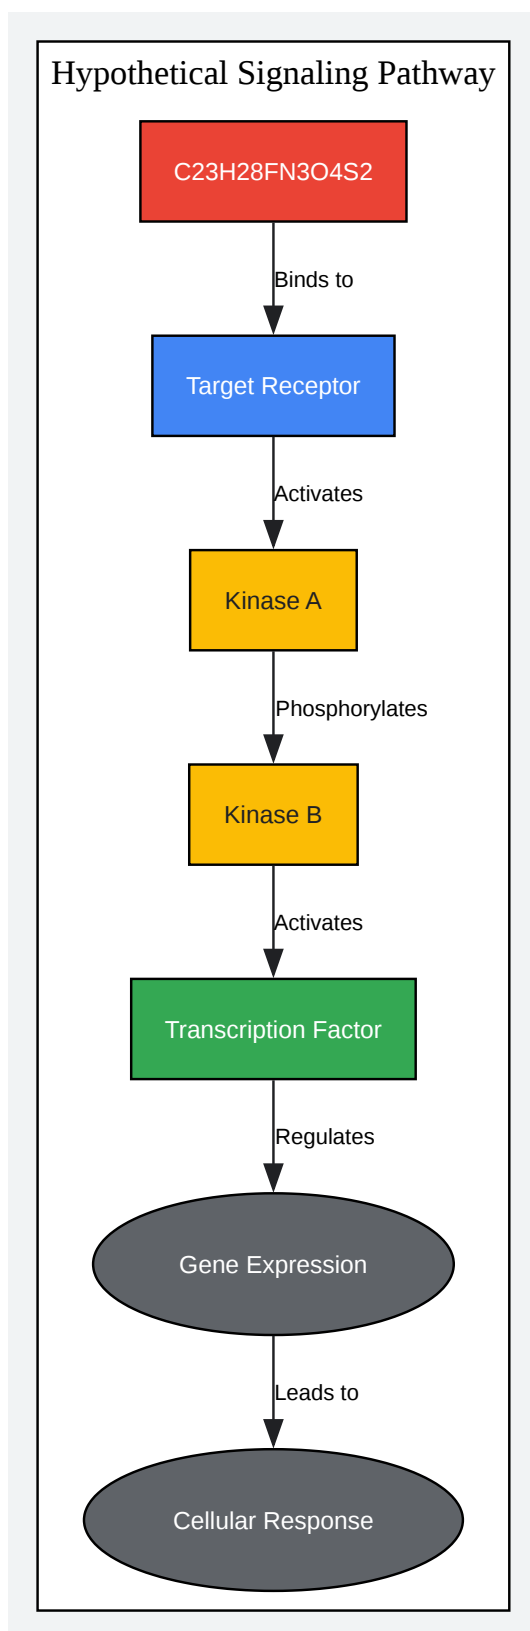 Hypothetical Signaling Pathway
C23H28FN3O4S2
Binds to
Target Receptor
Activates
Kinase A
Phosphorylates
Kinase B
Activates
Transcription Factor
Regulates
Gene Expression
Leads to
Cellular Response